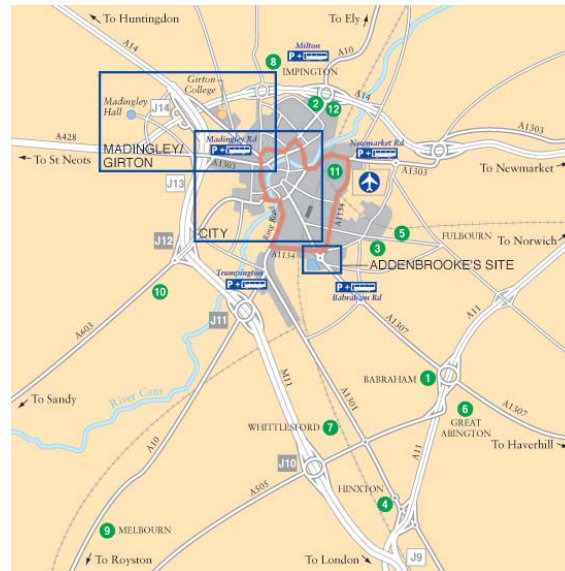 To Huntingdon
To Ely
A14
Milton
P+
A10
8
IMPINGTON
Girton
College
Madingley
Hall
J14
2
12
A14
A428
MADINGLEY/
GIRTON
Madingley Rd
P+
Newmarket Rd
P+
A1303
To St Neots
A1303
A1303
To Newmarket
J13
11
A1134
CITY
Ring Road
5
FULBOURN
3
To Norwich
J12
A1134
ADDENBROOKE'S SITE
Trumpington
P+
P+
Babraham Rd
10
A11
J11
A1307
A603
To Sandy
River Cam
M11
A1301
BABRAHAM
1
A1307
6
GREAT
ABINGTON
WHITTLESFORD
7
To Haverhill
A10
A11
J10
A505
HINXTON
4
9
MELBOURN
To Royston
To London
J9